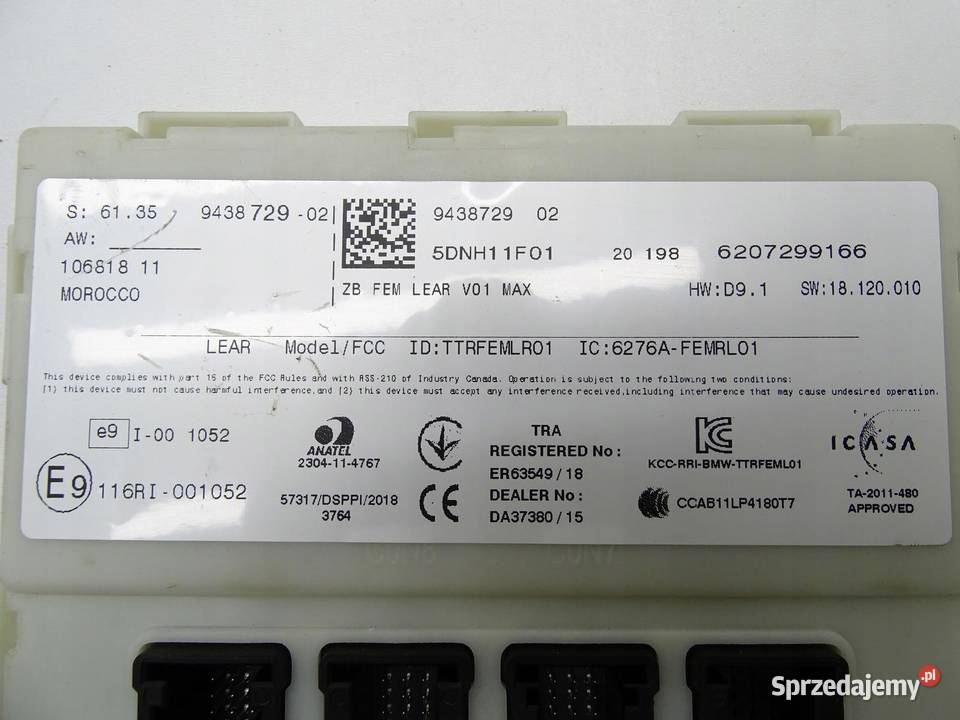 S: 61.35 9438 729 -02
AW:
106818 11
MOROCCO
9438729 02
5DNH11F01 20 198 6207299166
ZB FEM LEAR V01 MAX HW:D9.1 SW:18.120.010
LEAR Model/FCC ID:TTRFEMLR01 IC:6276A-FEMRL01
This device complies with part 15 of the FCC Rules and with RSS-210 of Industry Canada. Operation is subject to the following two conditions:
(1) this device must not cause harmful interference,and (2) this device must accept any interference received,including interference that may cause undesired operation.
e9 I-00 1052
E9 116RI-001052
ANATEL
2304-11-4767
57317/DSPPI/2018
3764
CE
TRA
REGISTERED No :
ER63549 / 18
DEALER No :
DA37380 / 15
KC
KCC-RRI-BMW-TTRFEML01
CCAB11LP4180T7
ICASA
TA-2011-480
APPROVED
CON8 CON7
Sprzedajemy.pl